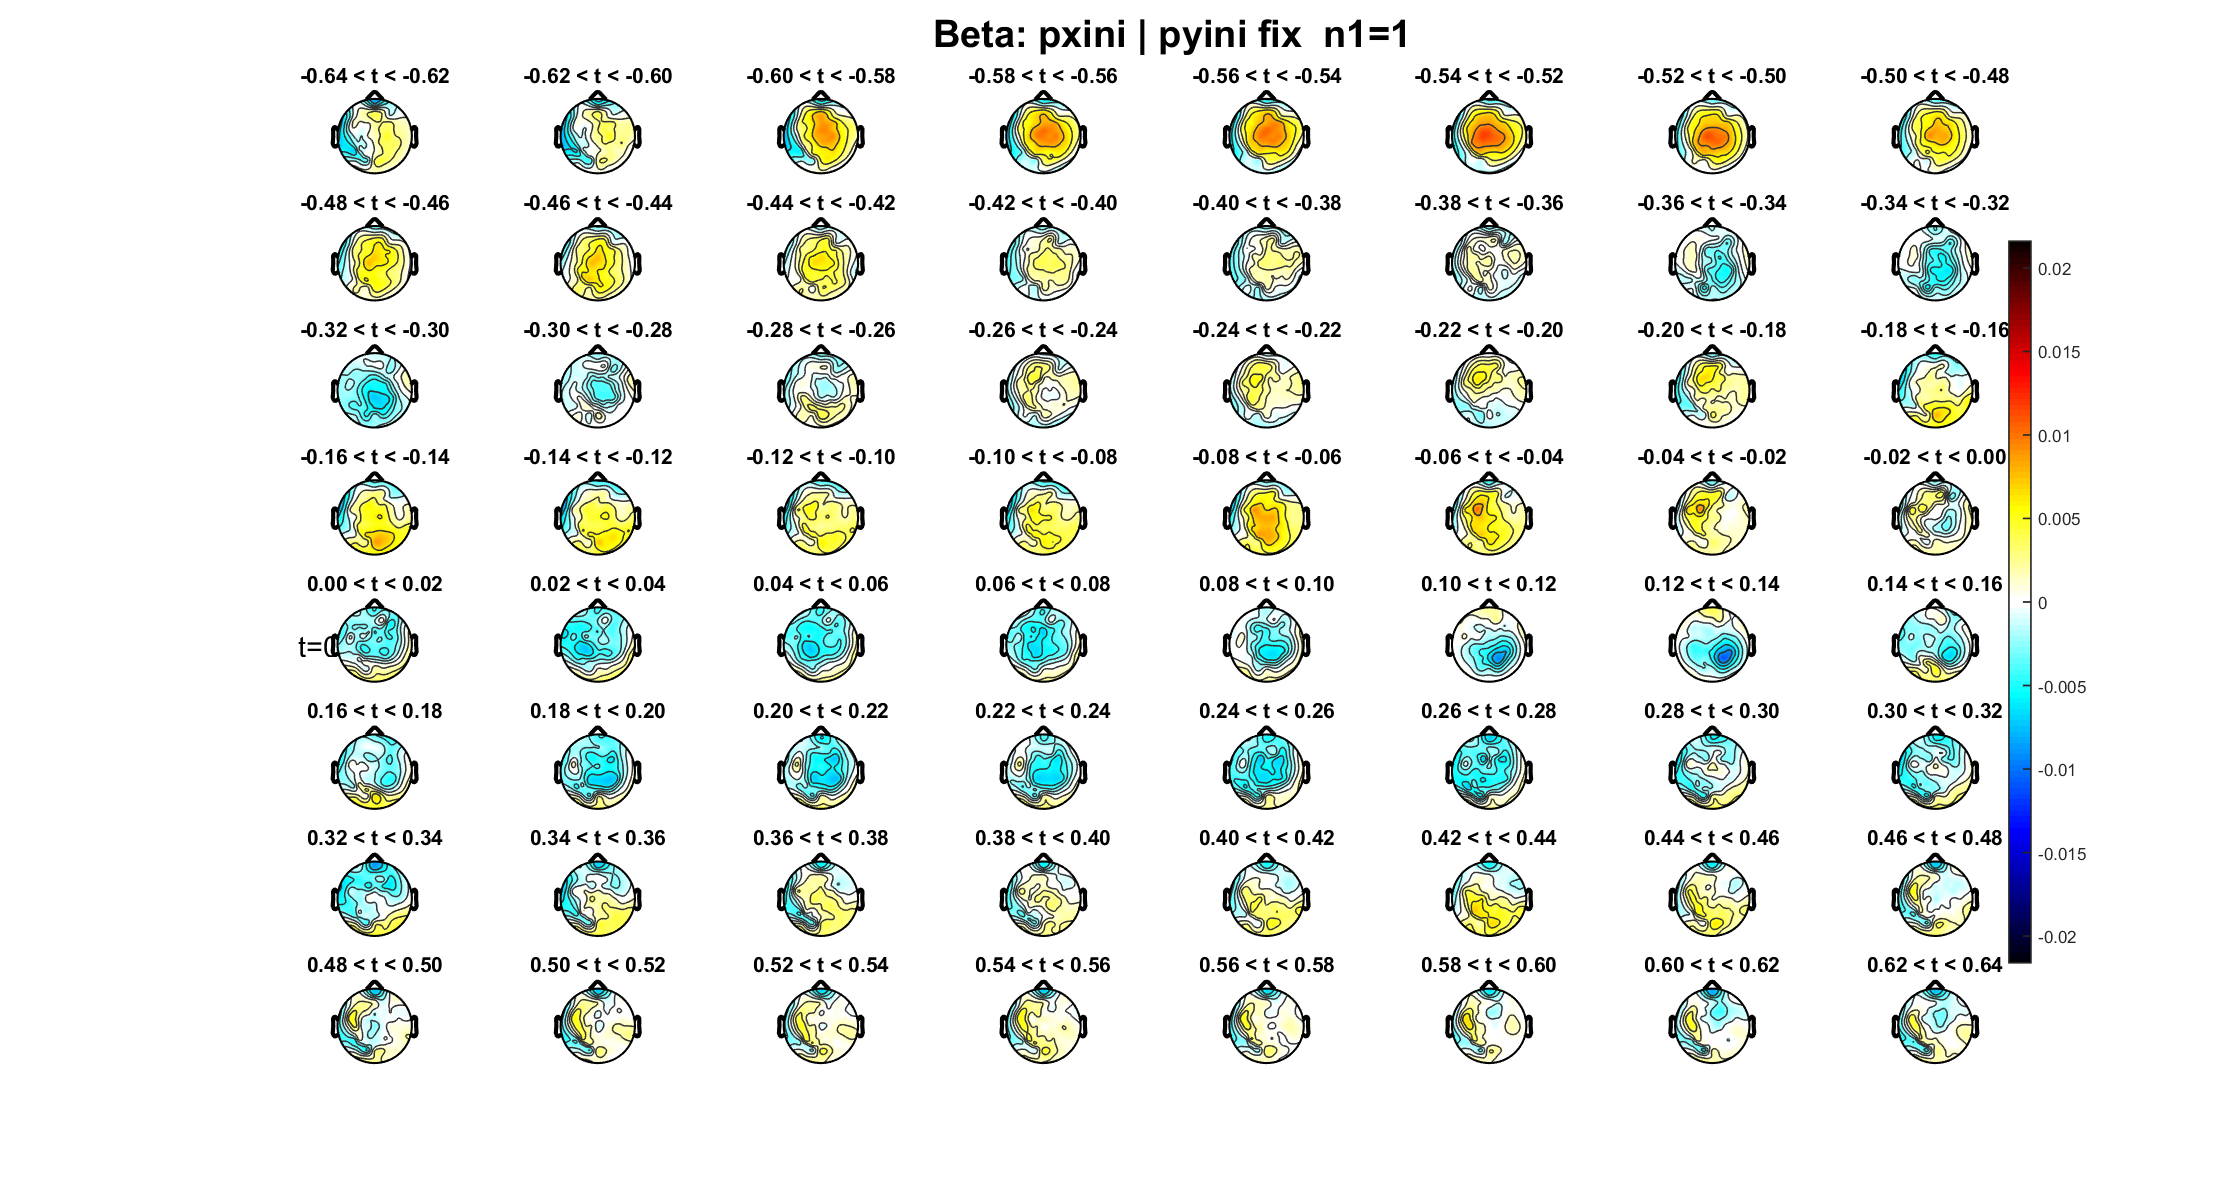 Beta: pxini | pyini fix  n1=1
-0.64 < t < -0.62
-0.62 < t < -0.60
-0.60 < t < -0.58
-0.58 < t < -0.56
-0.56 < t < -0.54
-0.54 < t < -0.52
-0.52 < t < -0.50
-0.50 < t < -0.48
-0.48 < t < -0.46
-0.46 < t < -0.44
-0.44 < t < -0.42
-0.42 < t < -0.40
-0.40 < t < -0.38
-0.38 < t < -0.36
-0.36 < t < -0.34
-0.34 < t < -0.32
-0.32 < t < -0.30
-0.30 < t < -0.28
-0.28 < t < -0.26
-0.26 < t < -0.24
-0.24 < t < -0.22
-0.22 < t < -0.20
-0.20 < t < -0.18
-0.18 < t < -0.16
-0.16 < t < -0.14
-0.14 < t < -0.12
-0.12 < t < -0.10
-0.10 < t < -0.08
-0.08 < t < -0.06
-0.06 < t < -0.04
-0.04 < t < -0.02
-0.02 < t < 0.00
0.00 < t < 0.02
0.02 < t < 0.04
0.04 < t < 0.06
0.06 < t < 0.08
0.08 < t < 0.10
0.10 < t < 0.12
0.12 < t < 0.14
0.14 < t < 0.16
t=0
0.16 < t < 0.18
0.18 < t < 0.20
0.20 < t < 0.22
0.22 < t < 0.24
0.24 < t < 0.26
0.26 < t < 0.28
0.28 < t < 0.30
0.30 < t < 0.32
0.32 < t < 0.34
0.34 < t < 0.36
0.36 < t < 0.38
0.38 < t < 0.40
0.40 < t < 0.42
0.42 < t < 0.44
0.44 < t < 0.46
0.46 < t < 0.48
0.48 < t < 0.50
0.50 < t < 0.52
0.52 < t < 0.54
0.54 < t < 0.56
0.56 < t < 0.58
0.58 < t < 0.60
0.60 < t < 0.62
0.62 < t < 0.64
0.02
0.015
0.01
0.005
0
-0.005
-0.01
-0.015
-0.02